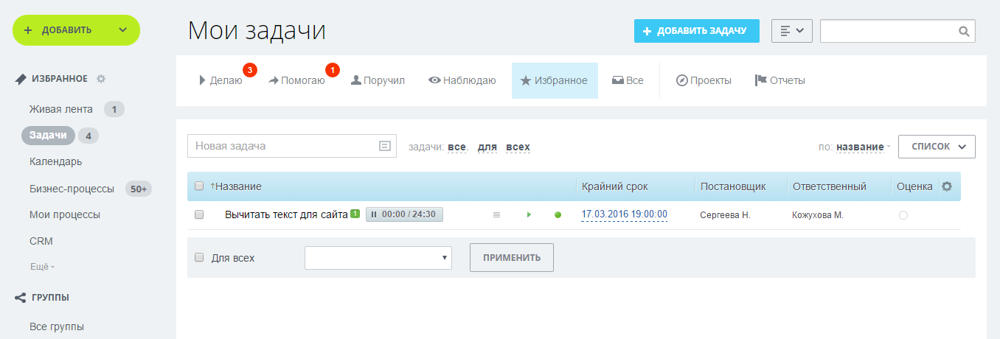 ДОБАВИТЬ
ИЗБРАННОЕ
Живая лента 1
Задачи 4
Календарь
Бизнес-процессы 50+
Мои процессы
CRM
Ещё
ГРУППЫ
Все группы
Мои задачи
ДОБАВИТЬ ЗАДАЧУ
Делаю 3 Помогаю 1 Поручил Наблюдаю Избранное Все Проекты Отчеты
Новая задача задачи: все, для всех по: название СПИСОК
↑Название Крайний срок Постановщик Ответственный Оценка
Вычитать текст для сайта 1 00:00 / 24:30 17.03.2016 19:00:00 Сергеева Н. Кожухова М.
Для всех ПРИМЕНИТЬ